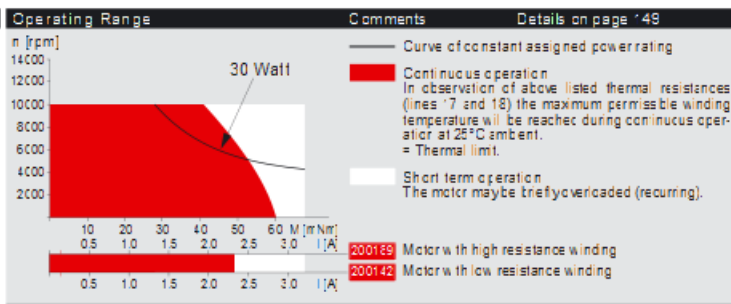 Operating Range
Comments Details on page 149
n [rpm]
14000
12000
10000
8000
6000
4000
2000
30 Watt
10 20 30 40 50 60 M [mNm]
0.5 1.0 1.5 2.0 2.5 3.0 I [A]
0.5 1.0 1.5 2.0 2.5 3.0 I [A]
Curve of constant assigned power rating
Continuous operation
In observation of above listed thermal resistances
(lines 17 and 18) the maximum permissible winding
temperature will be reached during continuous oper-
ation at 25°C ambient.
= Thermal limit.
Short term operation
The motor may be briefly overloaded (recurring).
200189 Motor with high resistance winding
200142 Motor with low resistance winding